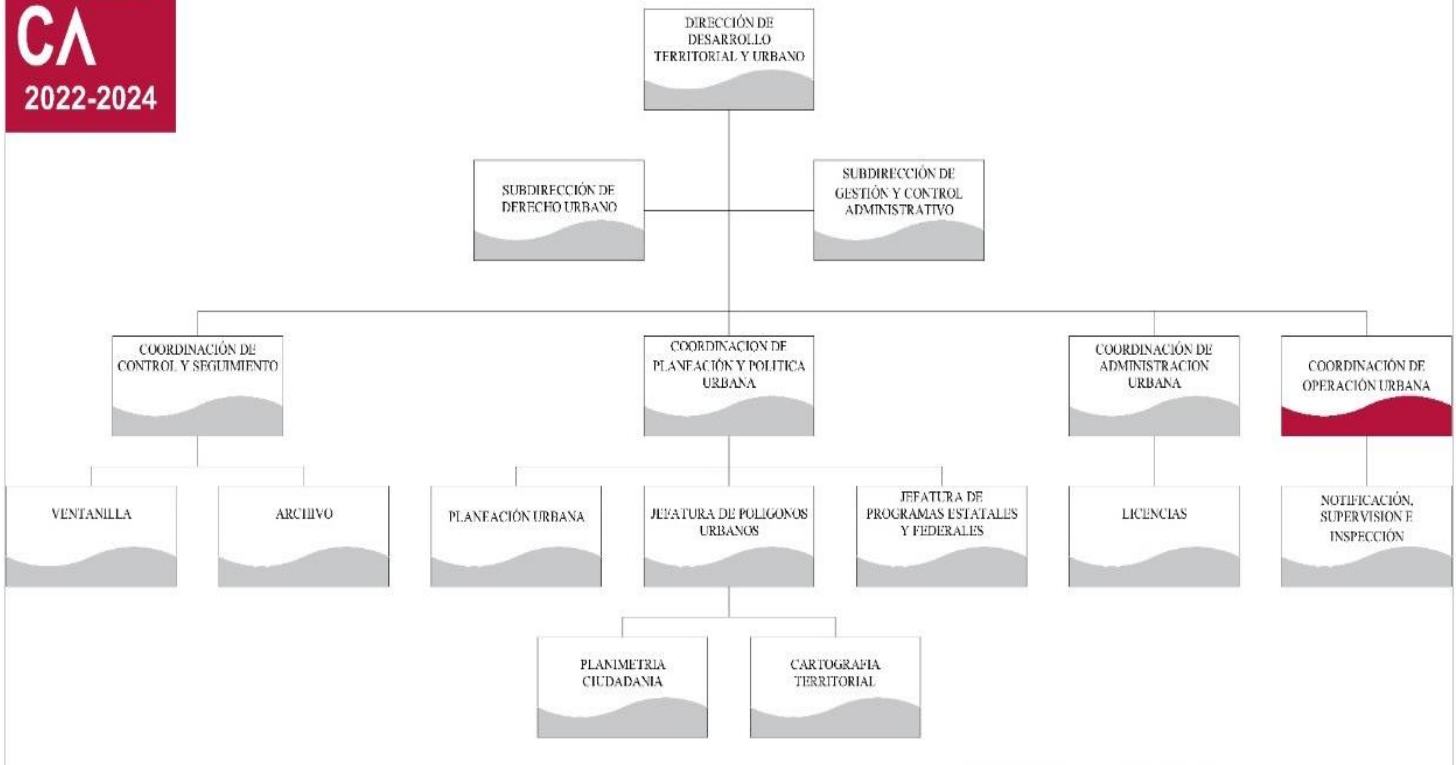 CA
2022-2024
DIRECCIÓN DE
DESARROLLO
TERRITORIAL Y URBANO
SUBDIRECCIÓN DE
DERECHO URBANO
SUBDIRECCIÓN DE
GESTIÓN Y CONTROL
ADMINISTRATIVO
COORDINACIÓN DE
CONTROL Y SEGUIMIENTO
COORDINACION DE
PLANEACIÓN Y POLITICA
URBANA
COORDINACIÓN DE
ADMINISTRACION
URBANA
COORDINACIÓN DE
OPERACIÓN URBANA
VENTANILLA
ARCHIVO
PLANEACIÓN URBANA
JEFATURA DE POLIGONOS
URBANOS
JEFATURA DE
PROGRAMAS ESTATALES
Y FEDERALES
LICENCIAS
NOTIFICACIÓN,
SUPERVISION E
INSPECCIÓN
PLANIMETRIA
CIUDADANIA
CARTOGRAFIA
TERRITORIAL